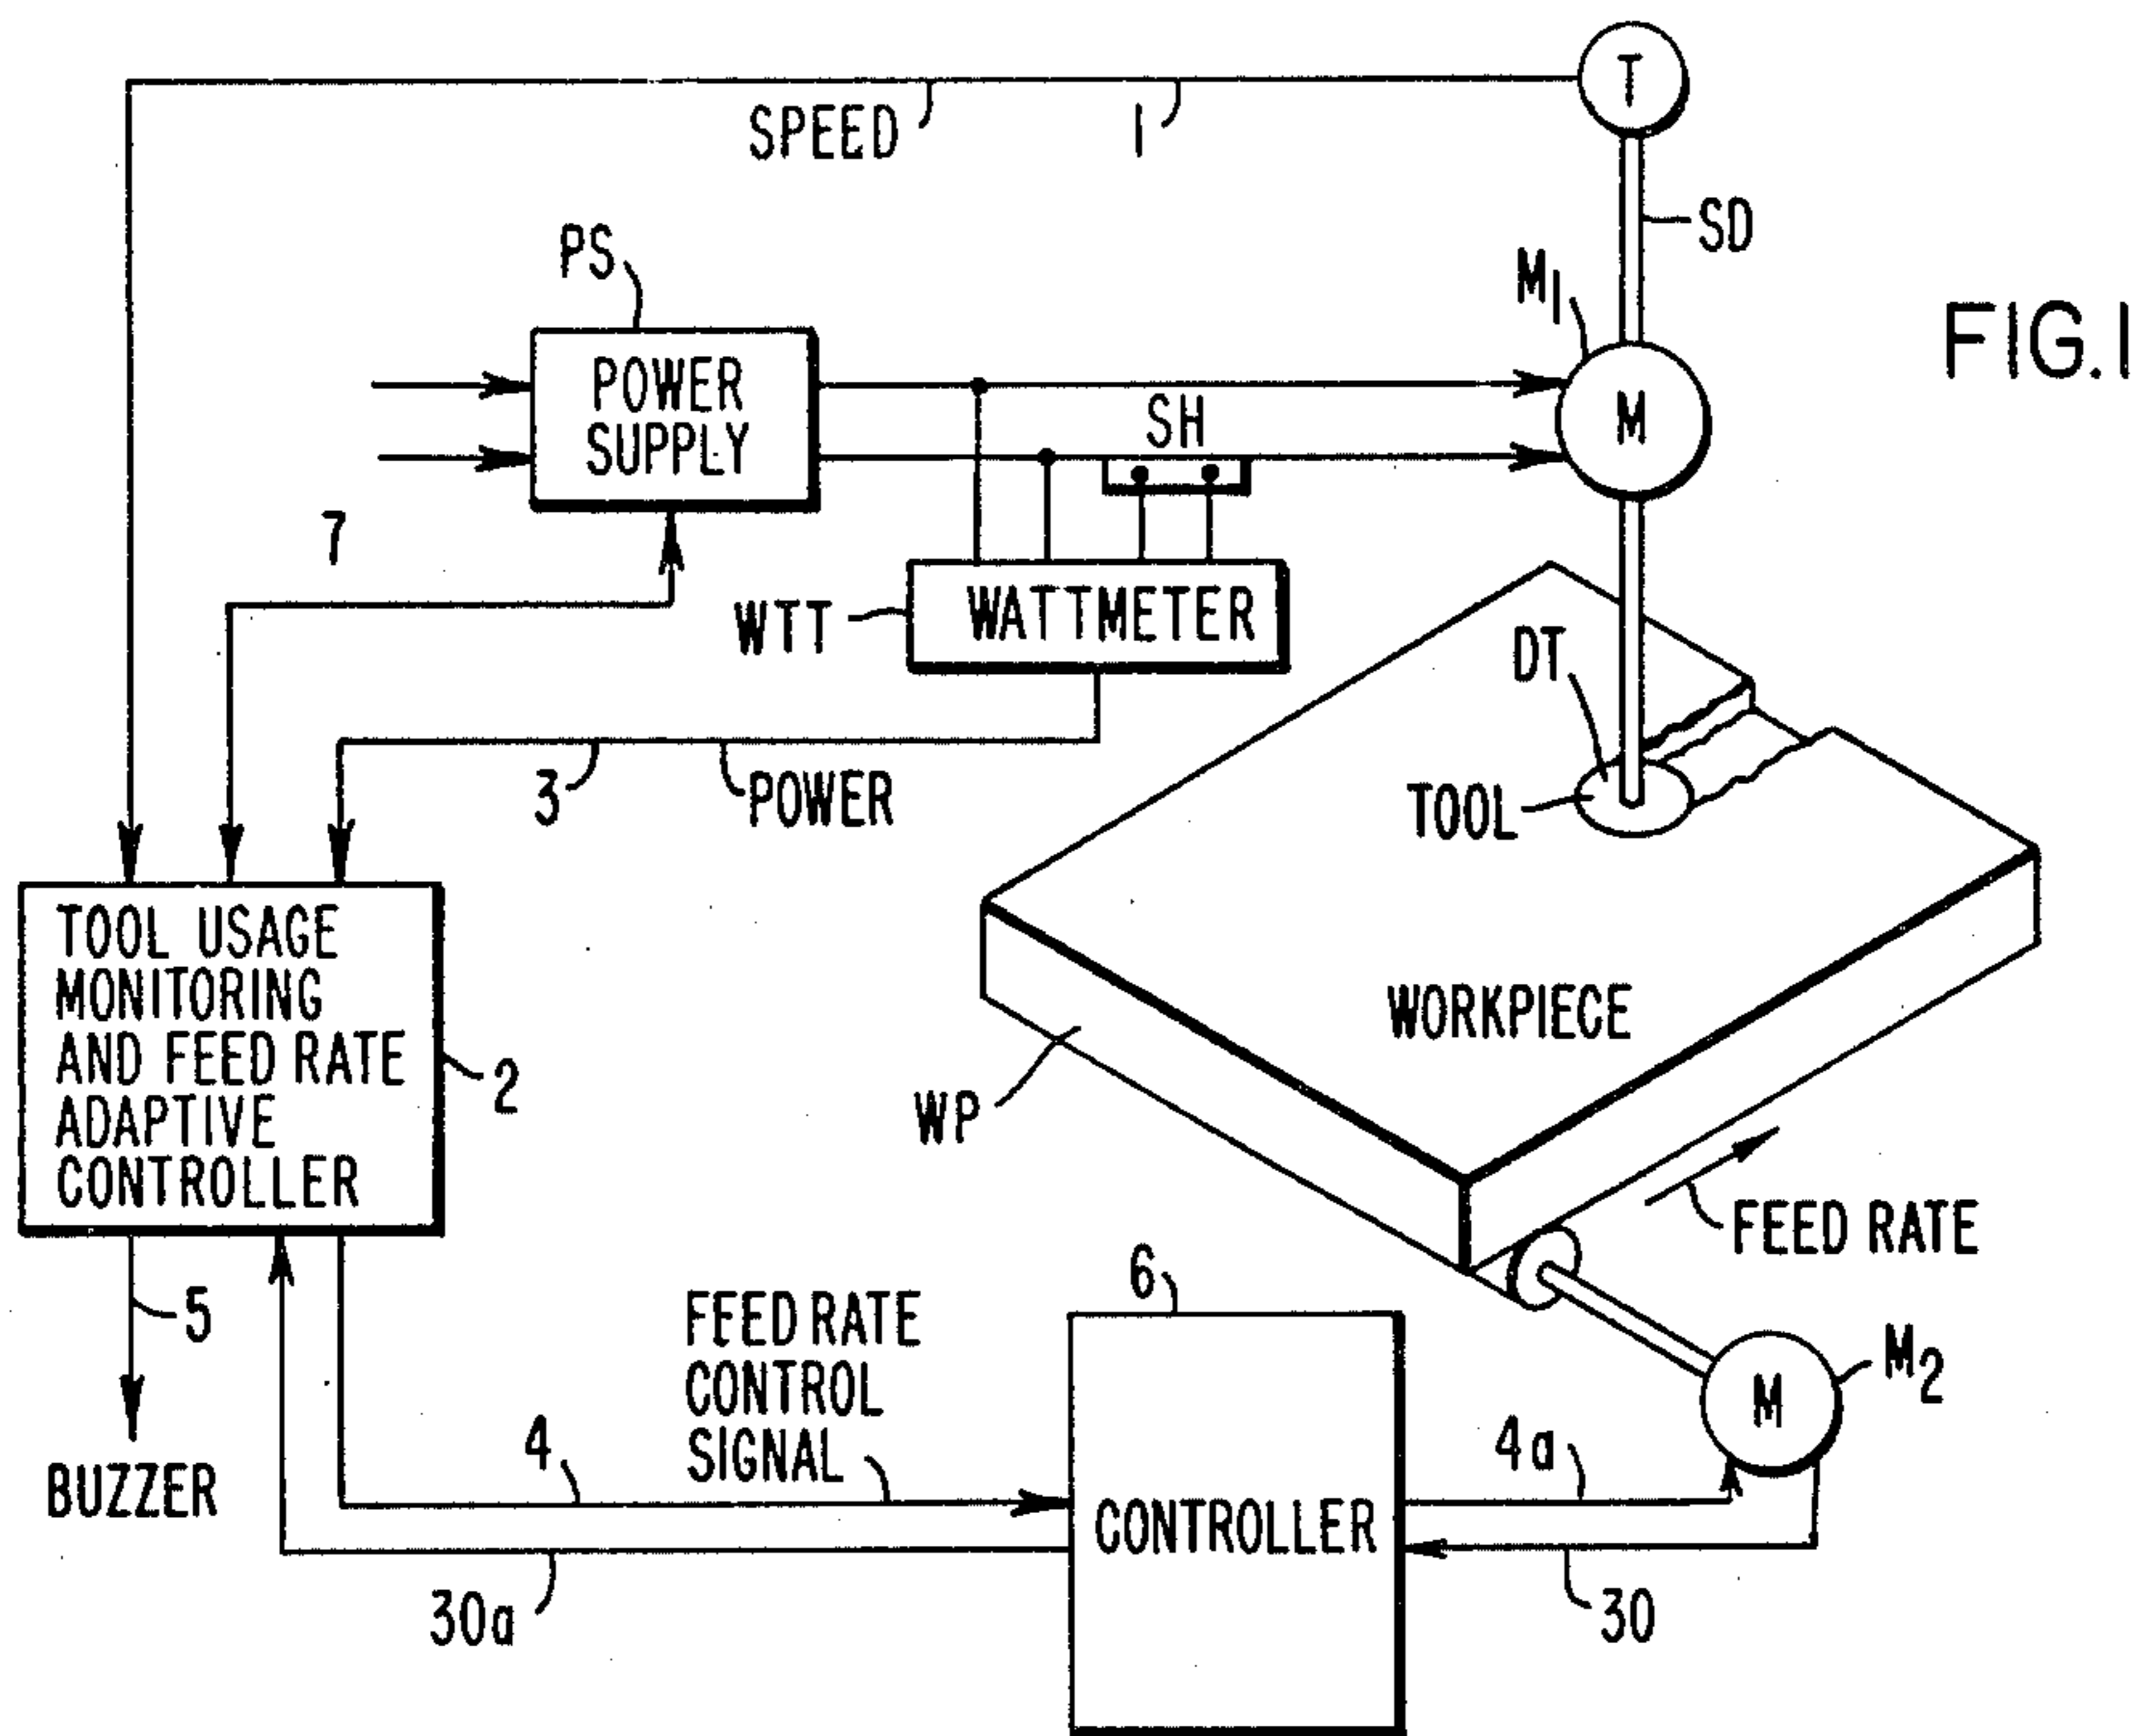 T
SPEED
1
SD
PS
M1
FIG.1
POWER
SUPPLY
SH
M
7
WTT
WATTMETER
DT
3
POWER
TOOL
TOOL USAGE
MONITORING
AND FEED RATE
ADAPTIVE
CONTROLLER
2
WORKPIECE
WP
FEED RATE
5
6
FEED RATE
CONTROL
SIGNAL
M
M2
BUZZER
4
4a
CONTROLLER
30a
30